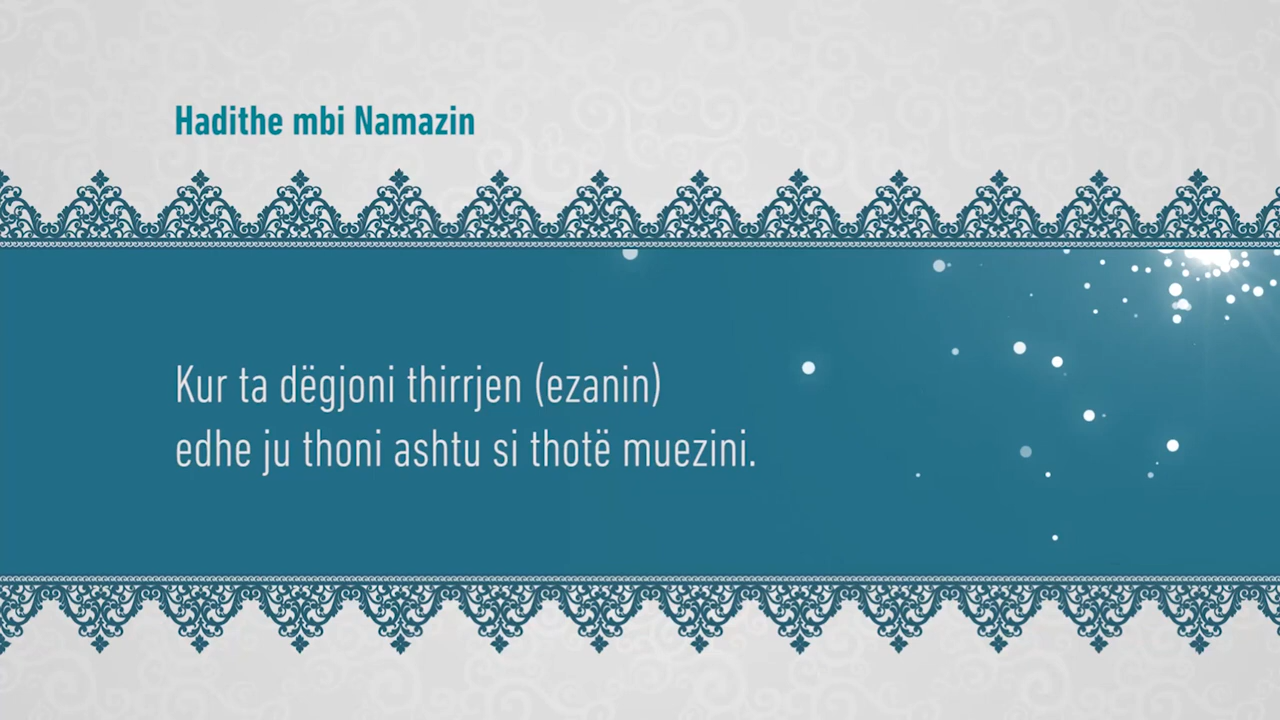 Hadithe mbi Namazin
Kur ta dëgjoni thirrjen (ezanin)
edhe ju thoni ashtu si thotë muezini.